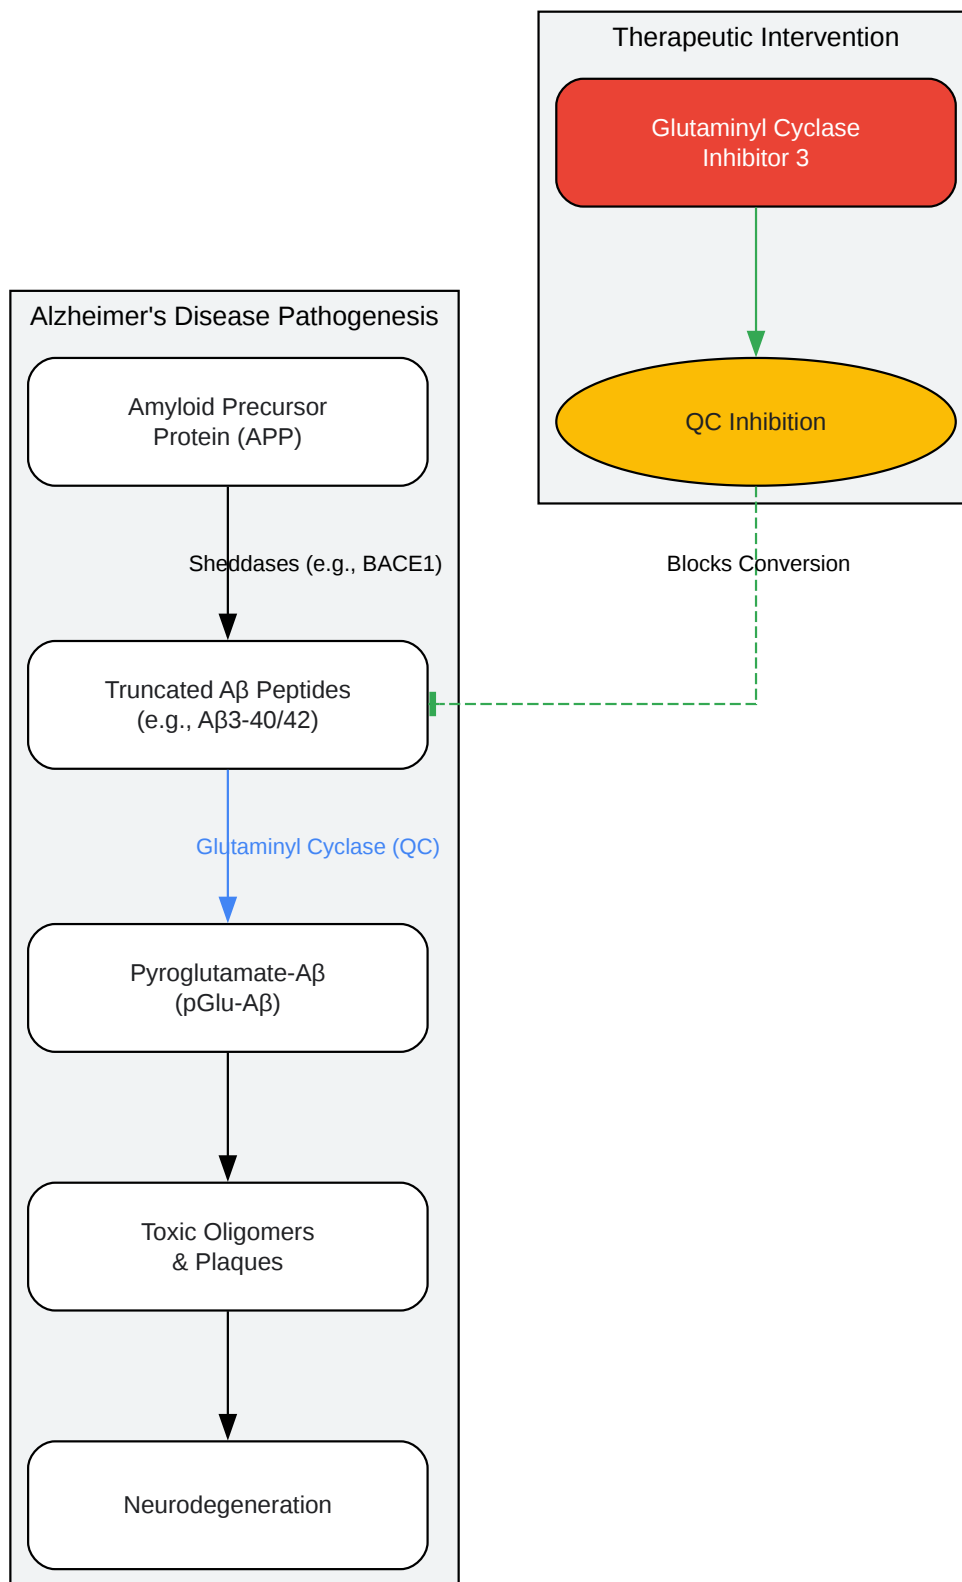 Therapeutic Intervention
Glutaminyl Cyclase
Inhibitor 3
QC Inhibition
Blocks Conversion
Alzheimer's Disease Pathogenesis
Amyloid Precursor
Protein (APP)
Sheddases (e.g., BACE1)
Truncated Aβ Peptides
(e.g., Aβ3-40/42)
Glutaminyl Cyclase (QC)
Pyroglutamate-Aβ
(pGlu-Aβ)
Toxic Oligomers
& Plaques
Neurodegeneration